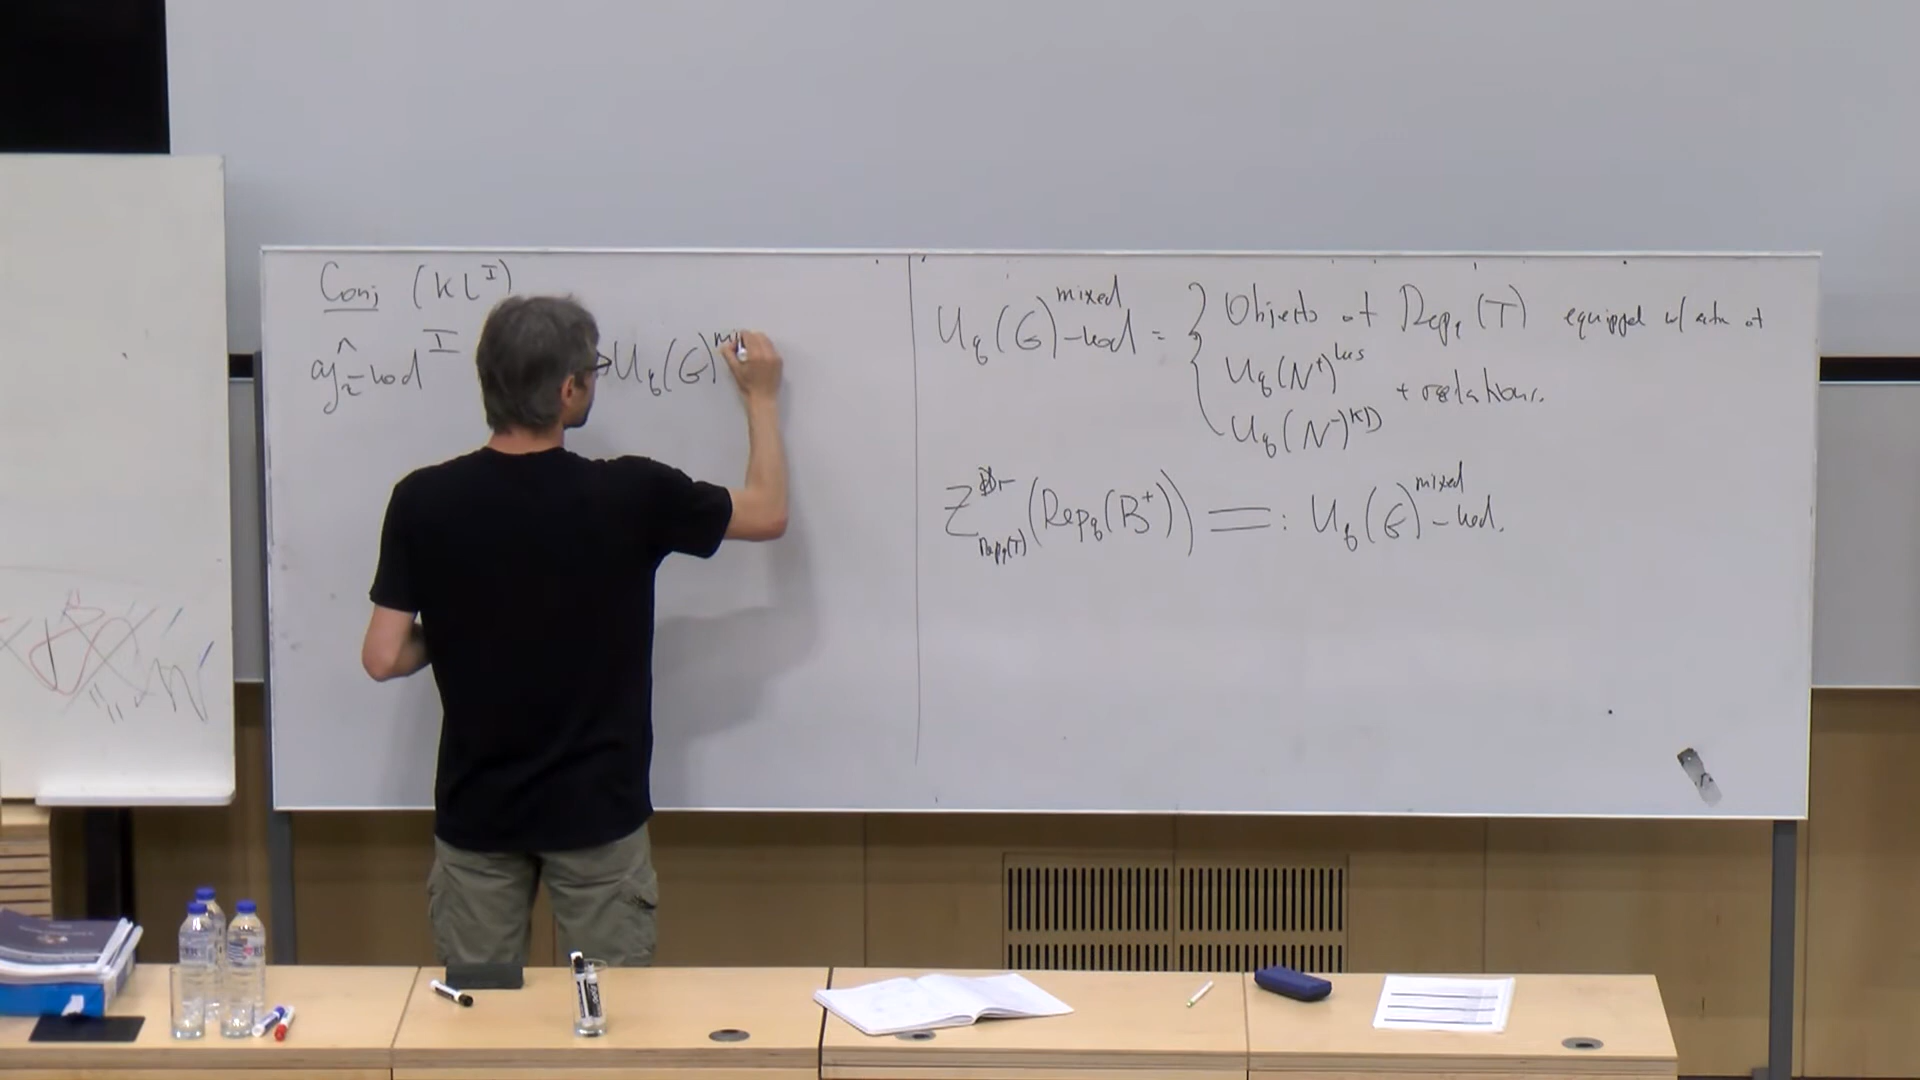 Conj (KL^I)
ĝ_κ-mod^I → U_q(G)^mix
U_q(G)^mixed-mod = { Objects of Rep_q(T) equipped w/ actn of
U_q(N^+)^Lus
+ relations.
U_q(N^-)^KD
Z^Dr_Rep_q(T)(Rep_q(B^+)) =: U_q(G)^mixed-mod.